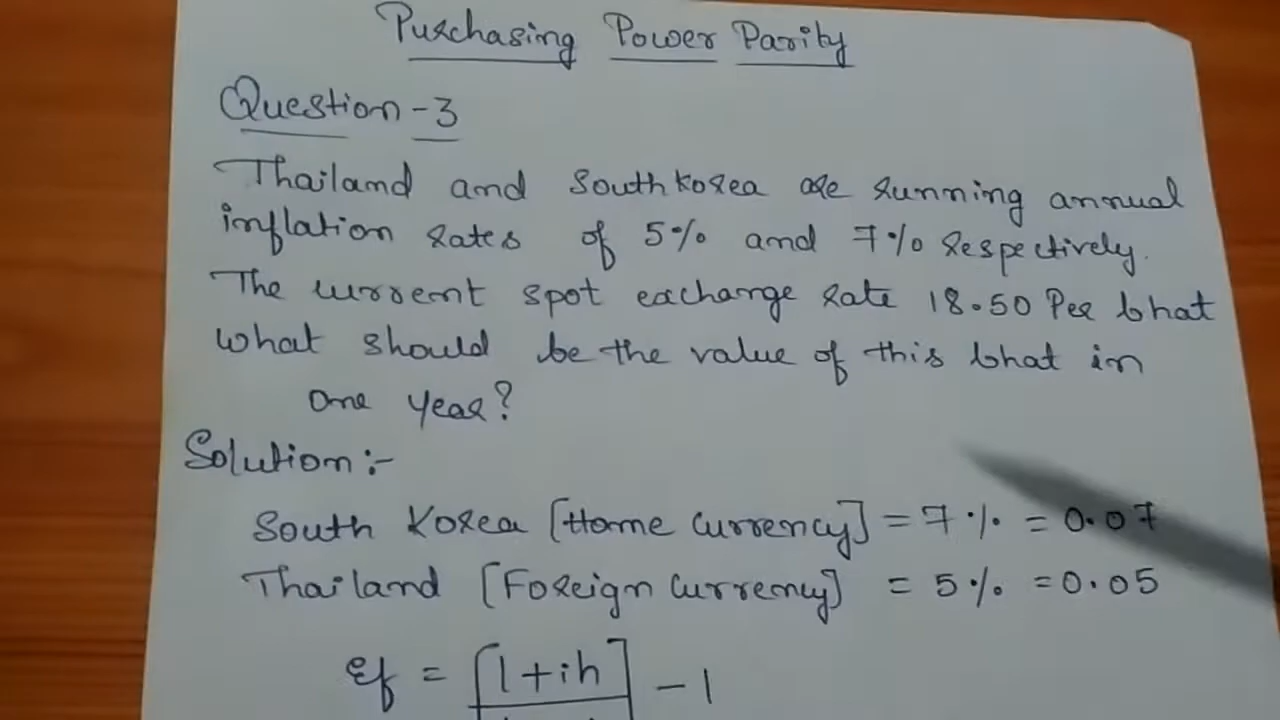 Purchasing Power Parity
Question - 3
Thailand and South Korea are running annual
inflation rates of 5% and 7% respectively.
The current spot exchange rate 18.50 Per bhat
what should be the value of this bhat in
one year?
Solution :-
South Korea [Home Currency] = 7% = 0.07
Thailand [Foreign Currency] = 5% = 0.05
ef = [1+ih] - 1